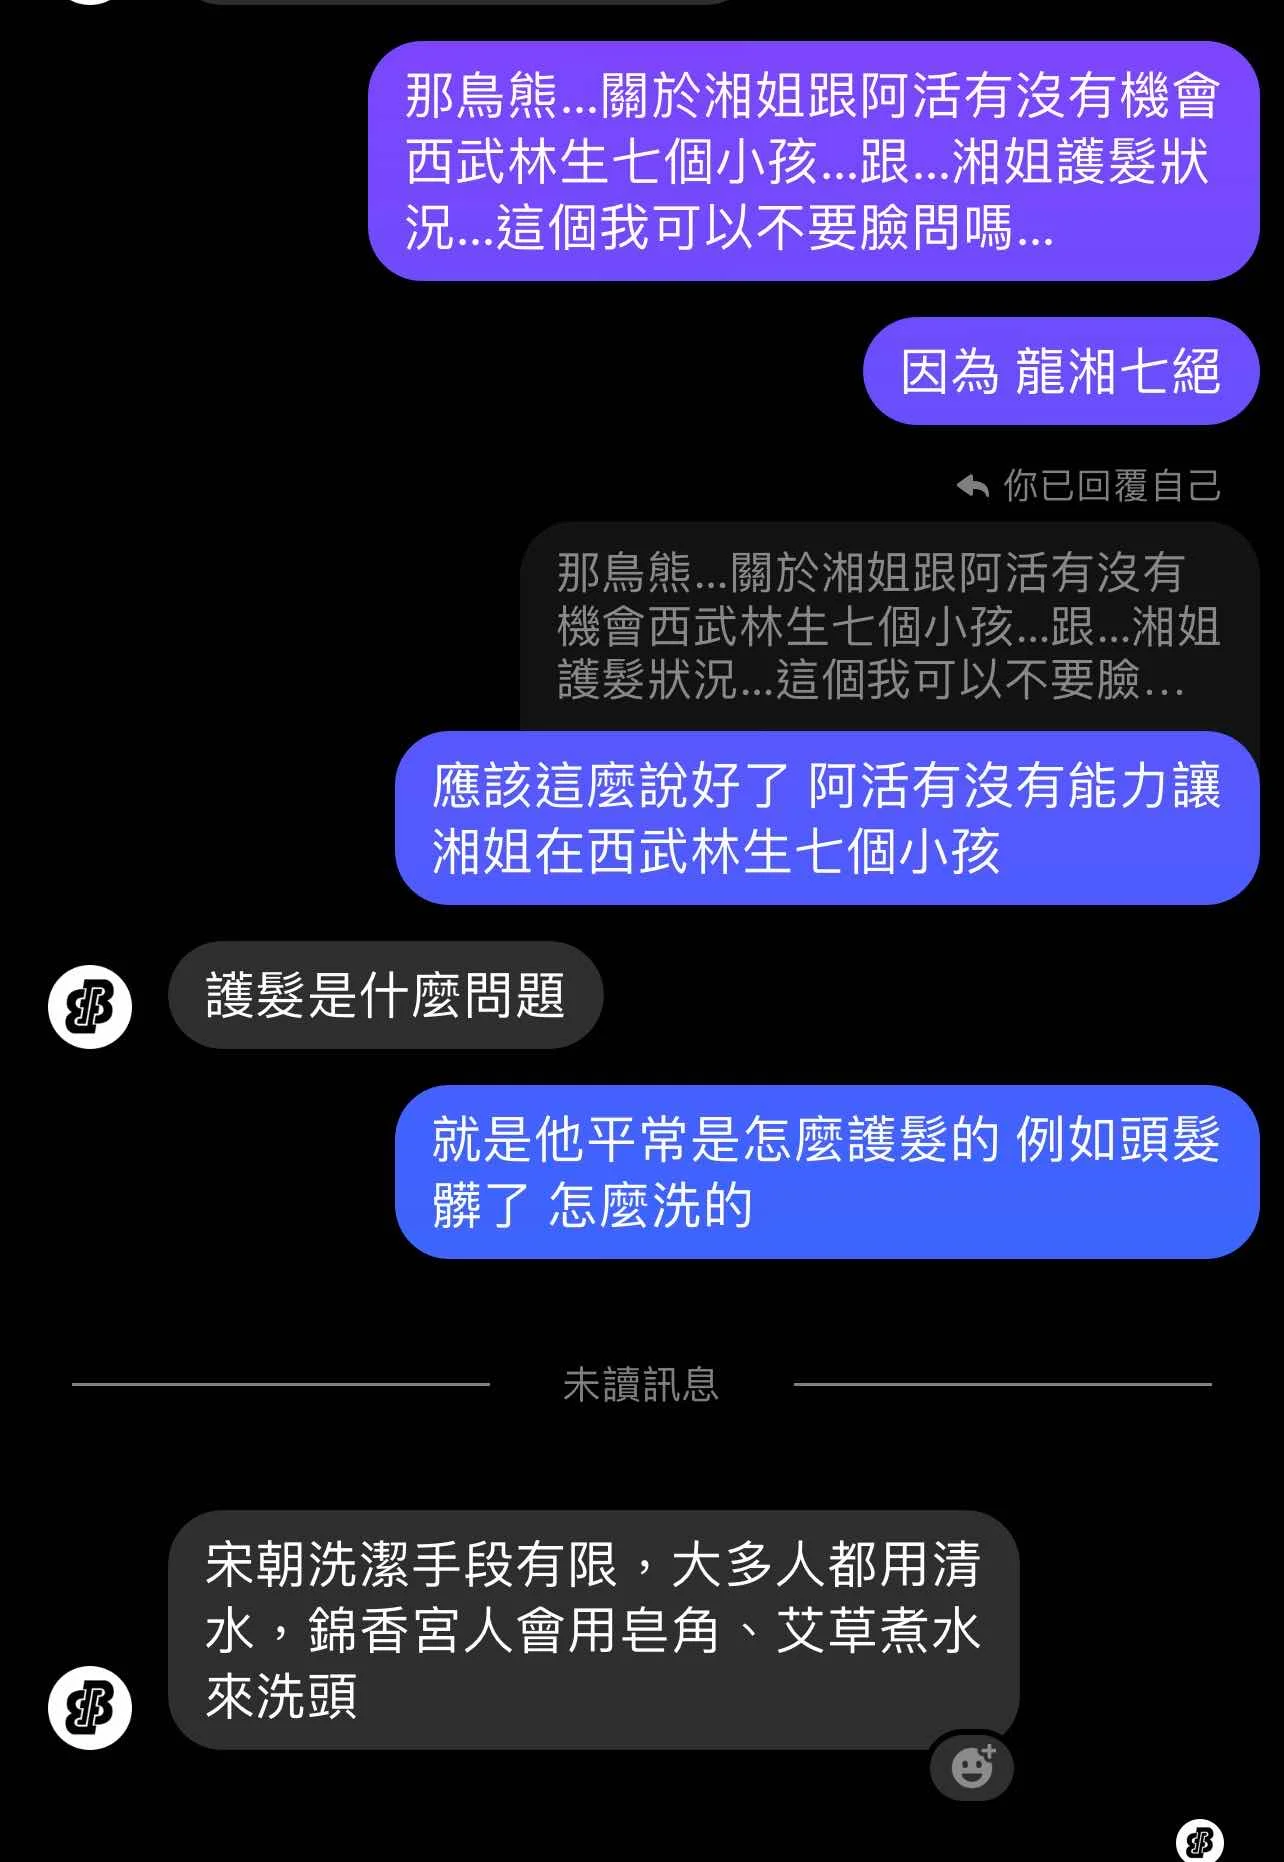 那鳥熊...關於湘姐跟阿活有沒有機會
西武林生七個小孩...跟...湘姐護髮狀
況...這個我可以不要臉問嗎...
因為 龍湘七絕
你已回覆自己
那鳥熊...關於湘姐跟阿活有沒有
機會西武林生七個小孩...跟...湘姐
護髮狀況...這個我可以不要臉...
應該這麼說好了 阿活有沒有能力讓
湘姐在西武林生七個小孩
護髮是什麼問題
就是他平常是怎麼護髮的 例如頭髮
髒了 怎麼洗的
未讀訊息
宋朝洗潔手段有限，大多人都用清
水，錦香宮人會用皂角、艾草煮水
來洗頭